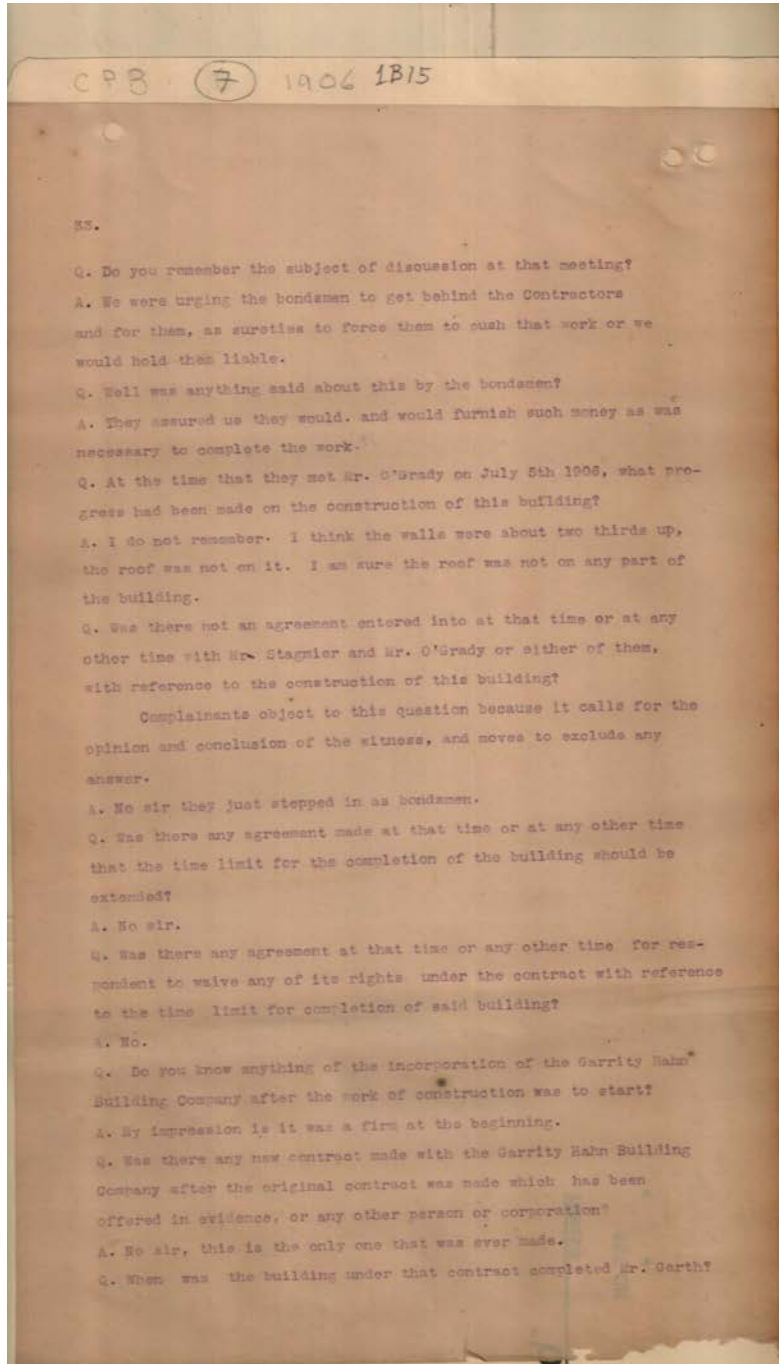 CPB 7 1906 1B15
33.
Q. Do you remember the subject of discussion at that meeting?
A. We were urging the bondsmen to get behind the Contractors
and for them, as sureties to force them to push that work or we
would hold them liable.
Q. Well was anything said about this by the bondsmen?
A. They assured us they would. and would furnish such money as was
necessary to complete the work.
Q. At the time that they met Mr. O'Grady on July 5th 1906, what pro-
gress had been made on the construction of this building?
A. I do not remember. I think the walls were about two thirds up,
the roof was not on it. I am sure the roof was not on any part of
the building.
Q. Was there not an agreement entered into at that time or at any
other time with Mr. Stagmier and Mr. O'Grady or either of them,
with reference to the construction of this building?
Complainants object to this question because it calls for the
opinion and conclusion of the witness, and moves to exclude any
answer.
A. No sir they just stepped in as bondsmen.
Q. Was there any agreement made at that time or at any other time
that the time limit for the completion of the building should be
extended?
A. No sir.
Q. Was there any agreement at that time or any other time for res-
pondent to waive any of its rights under the contract with reference
to the time limit for completion of said building?
A. No.
Q. Do you know anything of the incorporation of the Garrity Hahn
Building Company after the work of construction was to start?
A. My impression is it was a firm at the beginning.
Q. Was there any new contract made with the Garrity Hahn Building
Company after the original contract was made which has been
offered in evidence, or any other person or corporation?
A. No sir, this is the only one that was ever made.
Q. When was the building under that contract completed Mr. Garth?